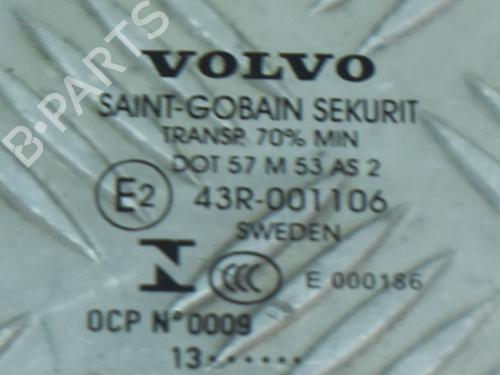 B-PARTS
VOLVO
SAINT-GOBAIN SEKURIT
TRANSP. 70% MIN
DOT 57 M 53 AS 2
E2 43R-001106
SWEDEN
N CCC E 000186
OCP N°0009
13••••••